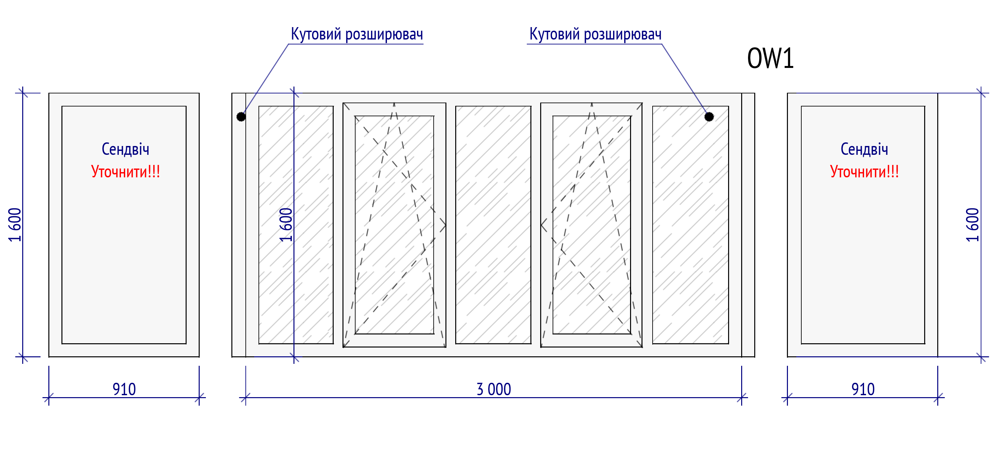 Кутовий розширювач
Кутовий розширювач
OW1
Сендвіч
Уточнити!!!
Сендвіч
Уточнити!!!
1 600
1 600
1 600
910
3 000
910